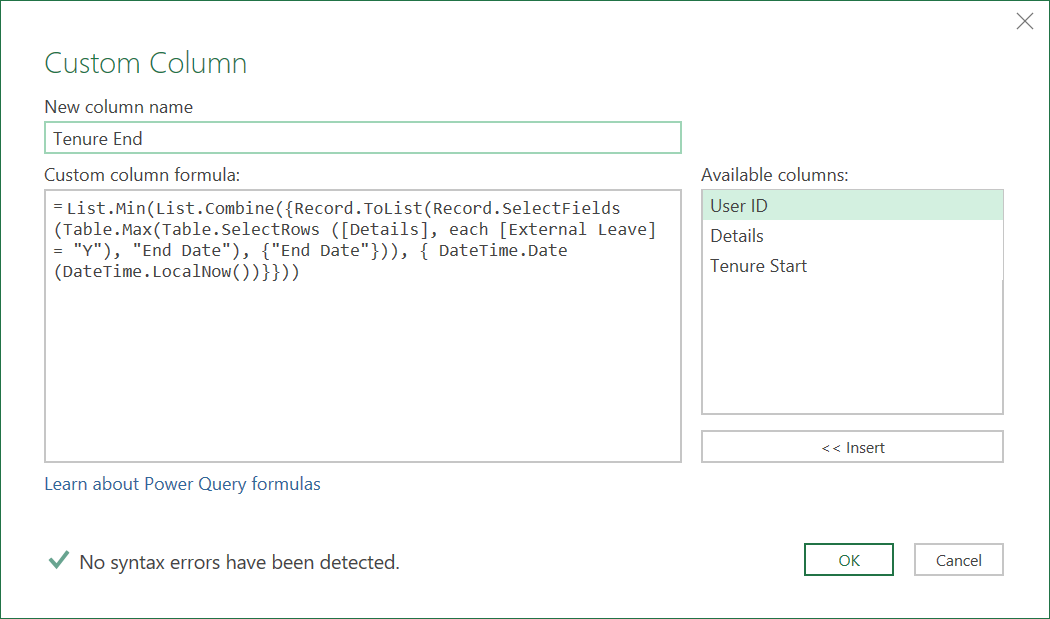 Custom Column
New column name
Tenure End
Custom column formula:
= List.Min(List.Combine({Record.ToList(Record.SelectFields
(Table.Max(Table.SelectRows ([Details], each [External Leave]
= "Y"), "End Date"), {"End Date"})), { DateTime.Date
(DateTime.LocalNow())}}))
Available columns:
User ID
Details
Tenure Start
<< Insert
Learn about Power Query formulas
No syntax errors have been detected.
OK
Cancel